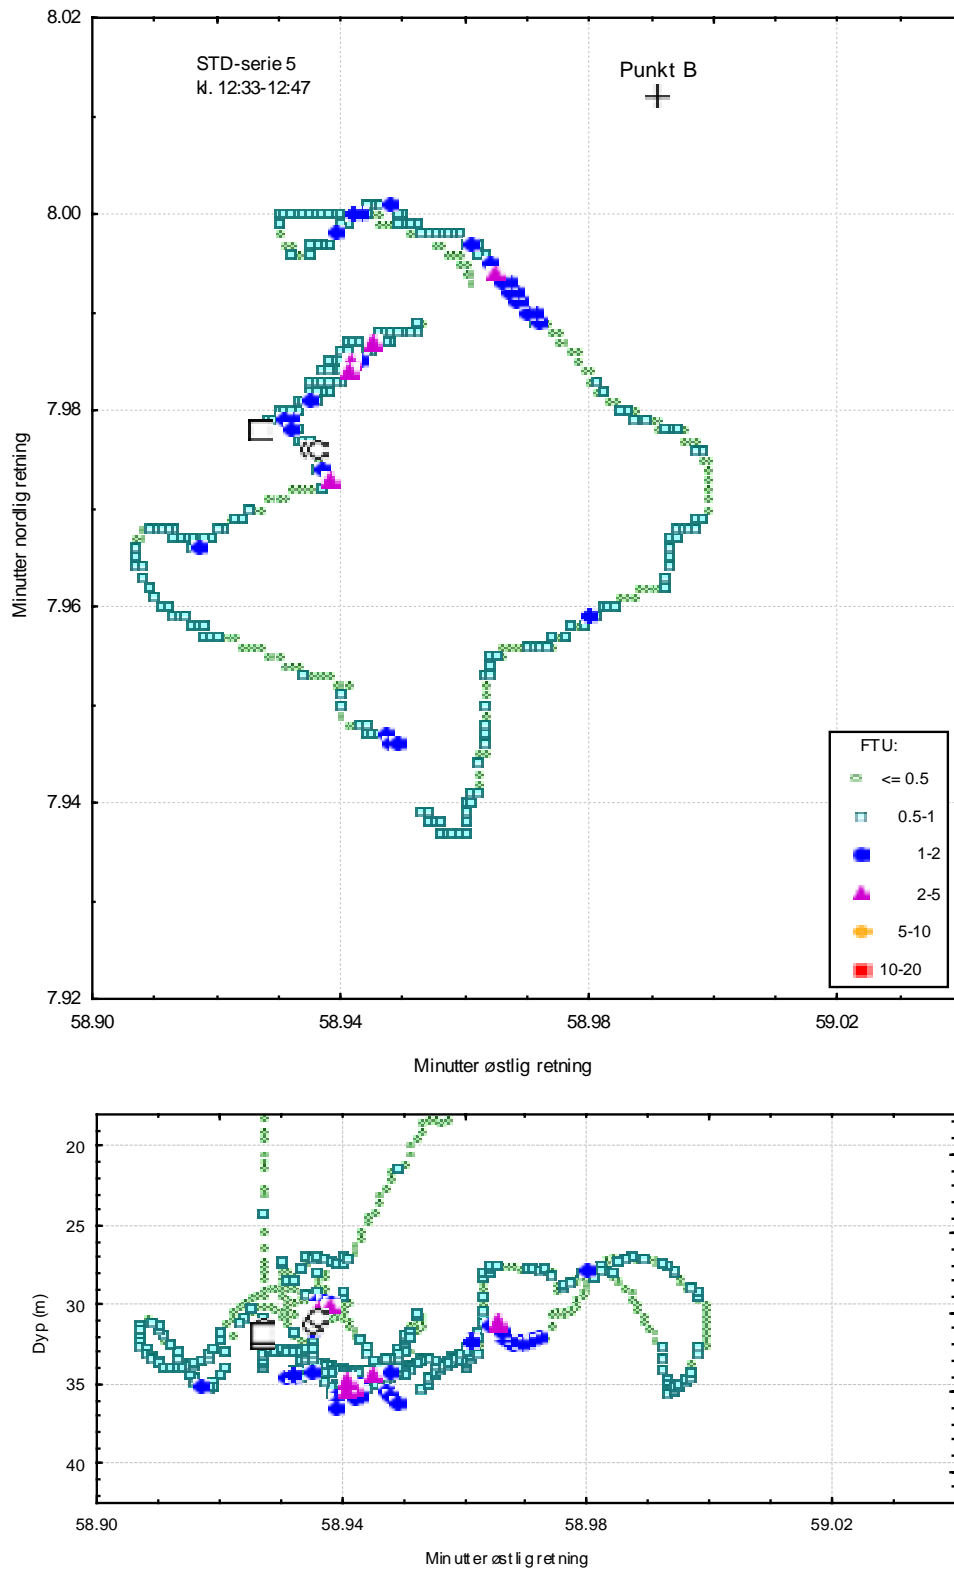 8.02
STD-serie 5
kl. 12:33-12:47
Punkt B
8.00
7.98
Minutter nordlig retning
7.96
7.94
7.92
FTU:
<= 0.5
0.5-1
1-2
2-5
5-10
10-20
58.90 58.94 58.98 59.02
Minutter østlig retning
20
25
30
Dyp (m)
35
40
58.90 58.94 58.98 59.02
Minutter østlig retning